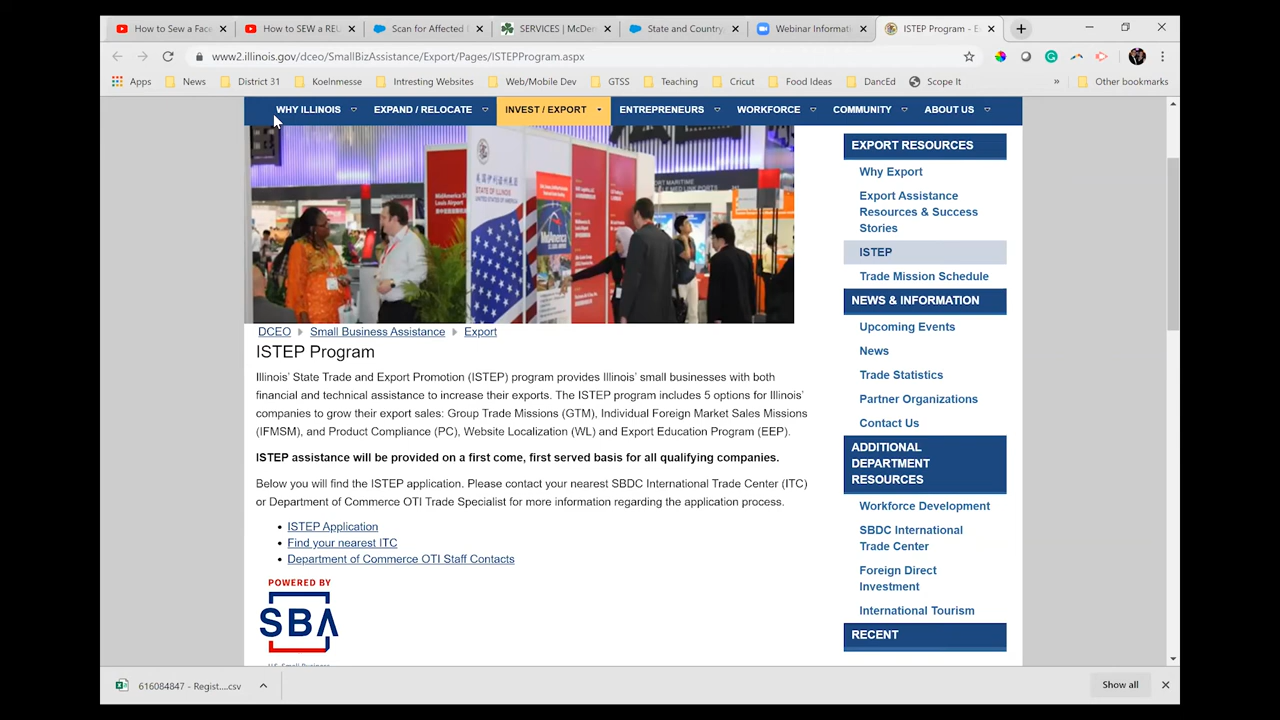 How to Sew a Fac
How to SEW a REU
Scan for Affected
SERVICES | McDer
State and Country
Webinar Informati
ISTEP Program - E
www2.illinois.gov/dceo/SmallBizAssistance/Export/Pages/ISTEPProgram.aspx
Apps
News
District 31
KoeInmesse
Intresting Websites
Web/Mobile Dev
GTSS
Teaching
Cricut
Food Ideas
DancEd
Scope It
»
Other bookmarks
WHY ILLINOIS
EXPAND / RELOCATE
INVEST / EXPORT
ENTREPRENEURS
WORKFORCE
COMMUNITY
ABOUT US
STATE OF ILLINOIS
MidAmerica
DCEO
Small Business Assistance
Export
ISTEP Program
Illinois' State Trade and Export Promotion (ISTEP) program provides Illinois' small businesses with both
financial and technical assistance to increase their exports. The ISTEP program includes 5 options for Illinois'
companies to grow their export sales: Group Trade Missions (GTM), Individual Foreign Market Sales Missions
(IFMSM), and Product Compliance (PC), Website Localization (WL) and Export Education Program (EEP).
ISTEP assistance will be provided on a first come, first served basis for all qualifying companies.
Below you will find the ISTEP application. Please contact your nearest SBDC International Trade Center (ITC)
or Department of Commerce OTI Trade Specialist for more information regarding the application process.
• ISTEP Application
• Find your nearest ITC
• Department of Commerce OTI Staff Contacts
POWERED BY
SBA
U.S. Small Business
EXPORT RESOURCES
Why Export
Export Assistance
Resources & Success
Stories
ISTEP
Trade Mission Schedule
NEWS & INFORMATION
Upcoming Events
News
Trade Statistics
Partner Organizations
Contact Us
ADDITIONAL
DEPARTMENT
RESOURCES
Workforce Development
SBDC International
Trade Center
Foreign Direct
Investment
International Tourism
RECENT
616084847 - Regist....csv
Show all